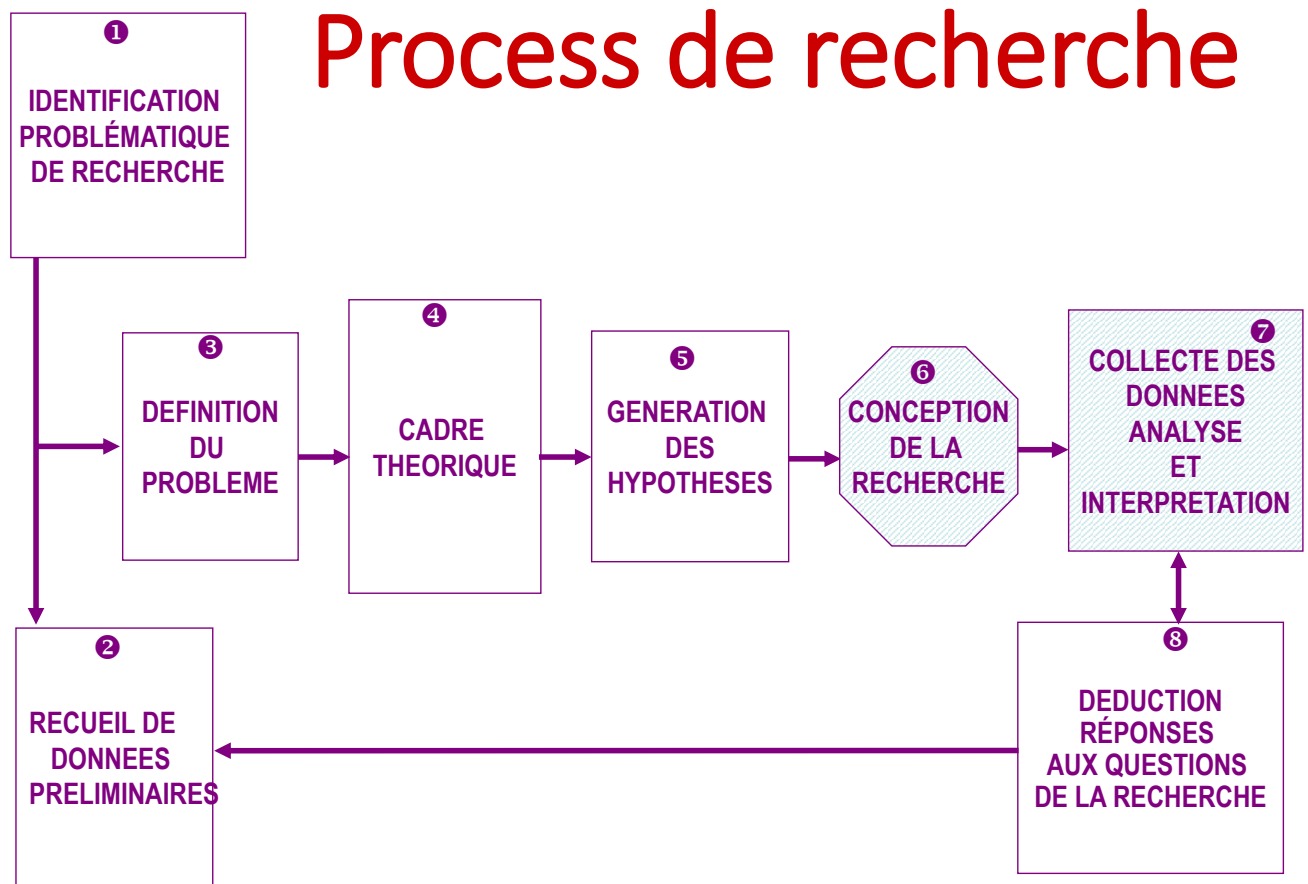 Process de recherche
❶
IDENTIFICATION
PROBLÉMATIQUE
DE RECHERCHE
❸
DEFINITION
DU
PROBLEME
❹
CADRE
THEORIQUE
❺
GENERATION
DES
HYPOTHESES
❻
CONCEPTION
DE LA
RECHERCHE
❼
COLLECTE DES
DONNEES
ANALYSE
ET
INTERPRETATION
❷
RECUEIL DE
DONNEES
PRELIMINAIRES
❽
DEDUCTION
RÉPONSES
AUX QUESTIONS
DE LA RECHERCHE